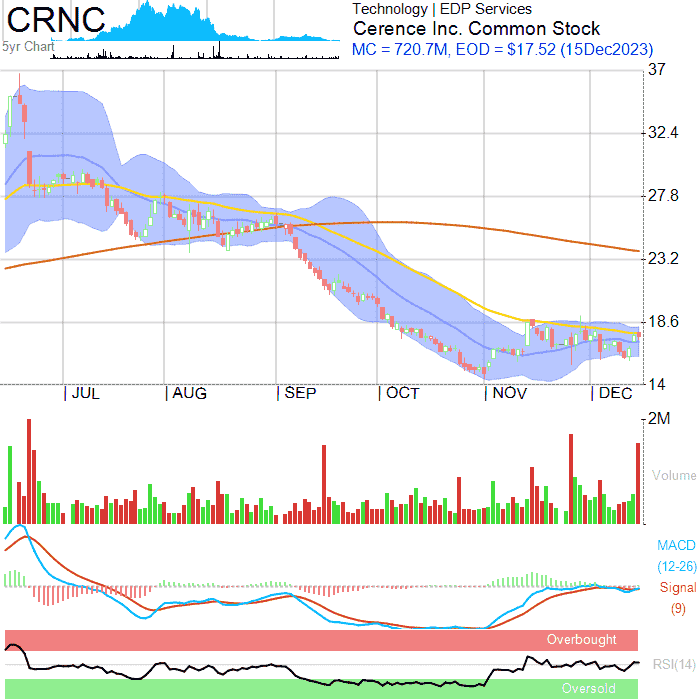 CRNC
5yr Chart
Technology | EDP Services
Cerence Inc. Common Stock
MC = 720.7M, EOD = $17.52 (15Dec2023)
37
32.4
27.8
23.2
18.6
14
| JUL | AUG | SEP | OCT | NOV | DEC
2M
Volume
MACD
(12-26)
Signal
(9)
Overbought
RSI(14)
Oversold